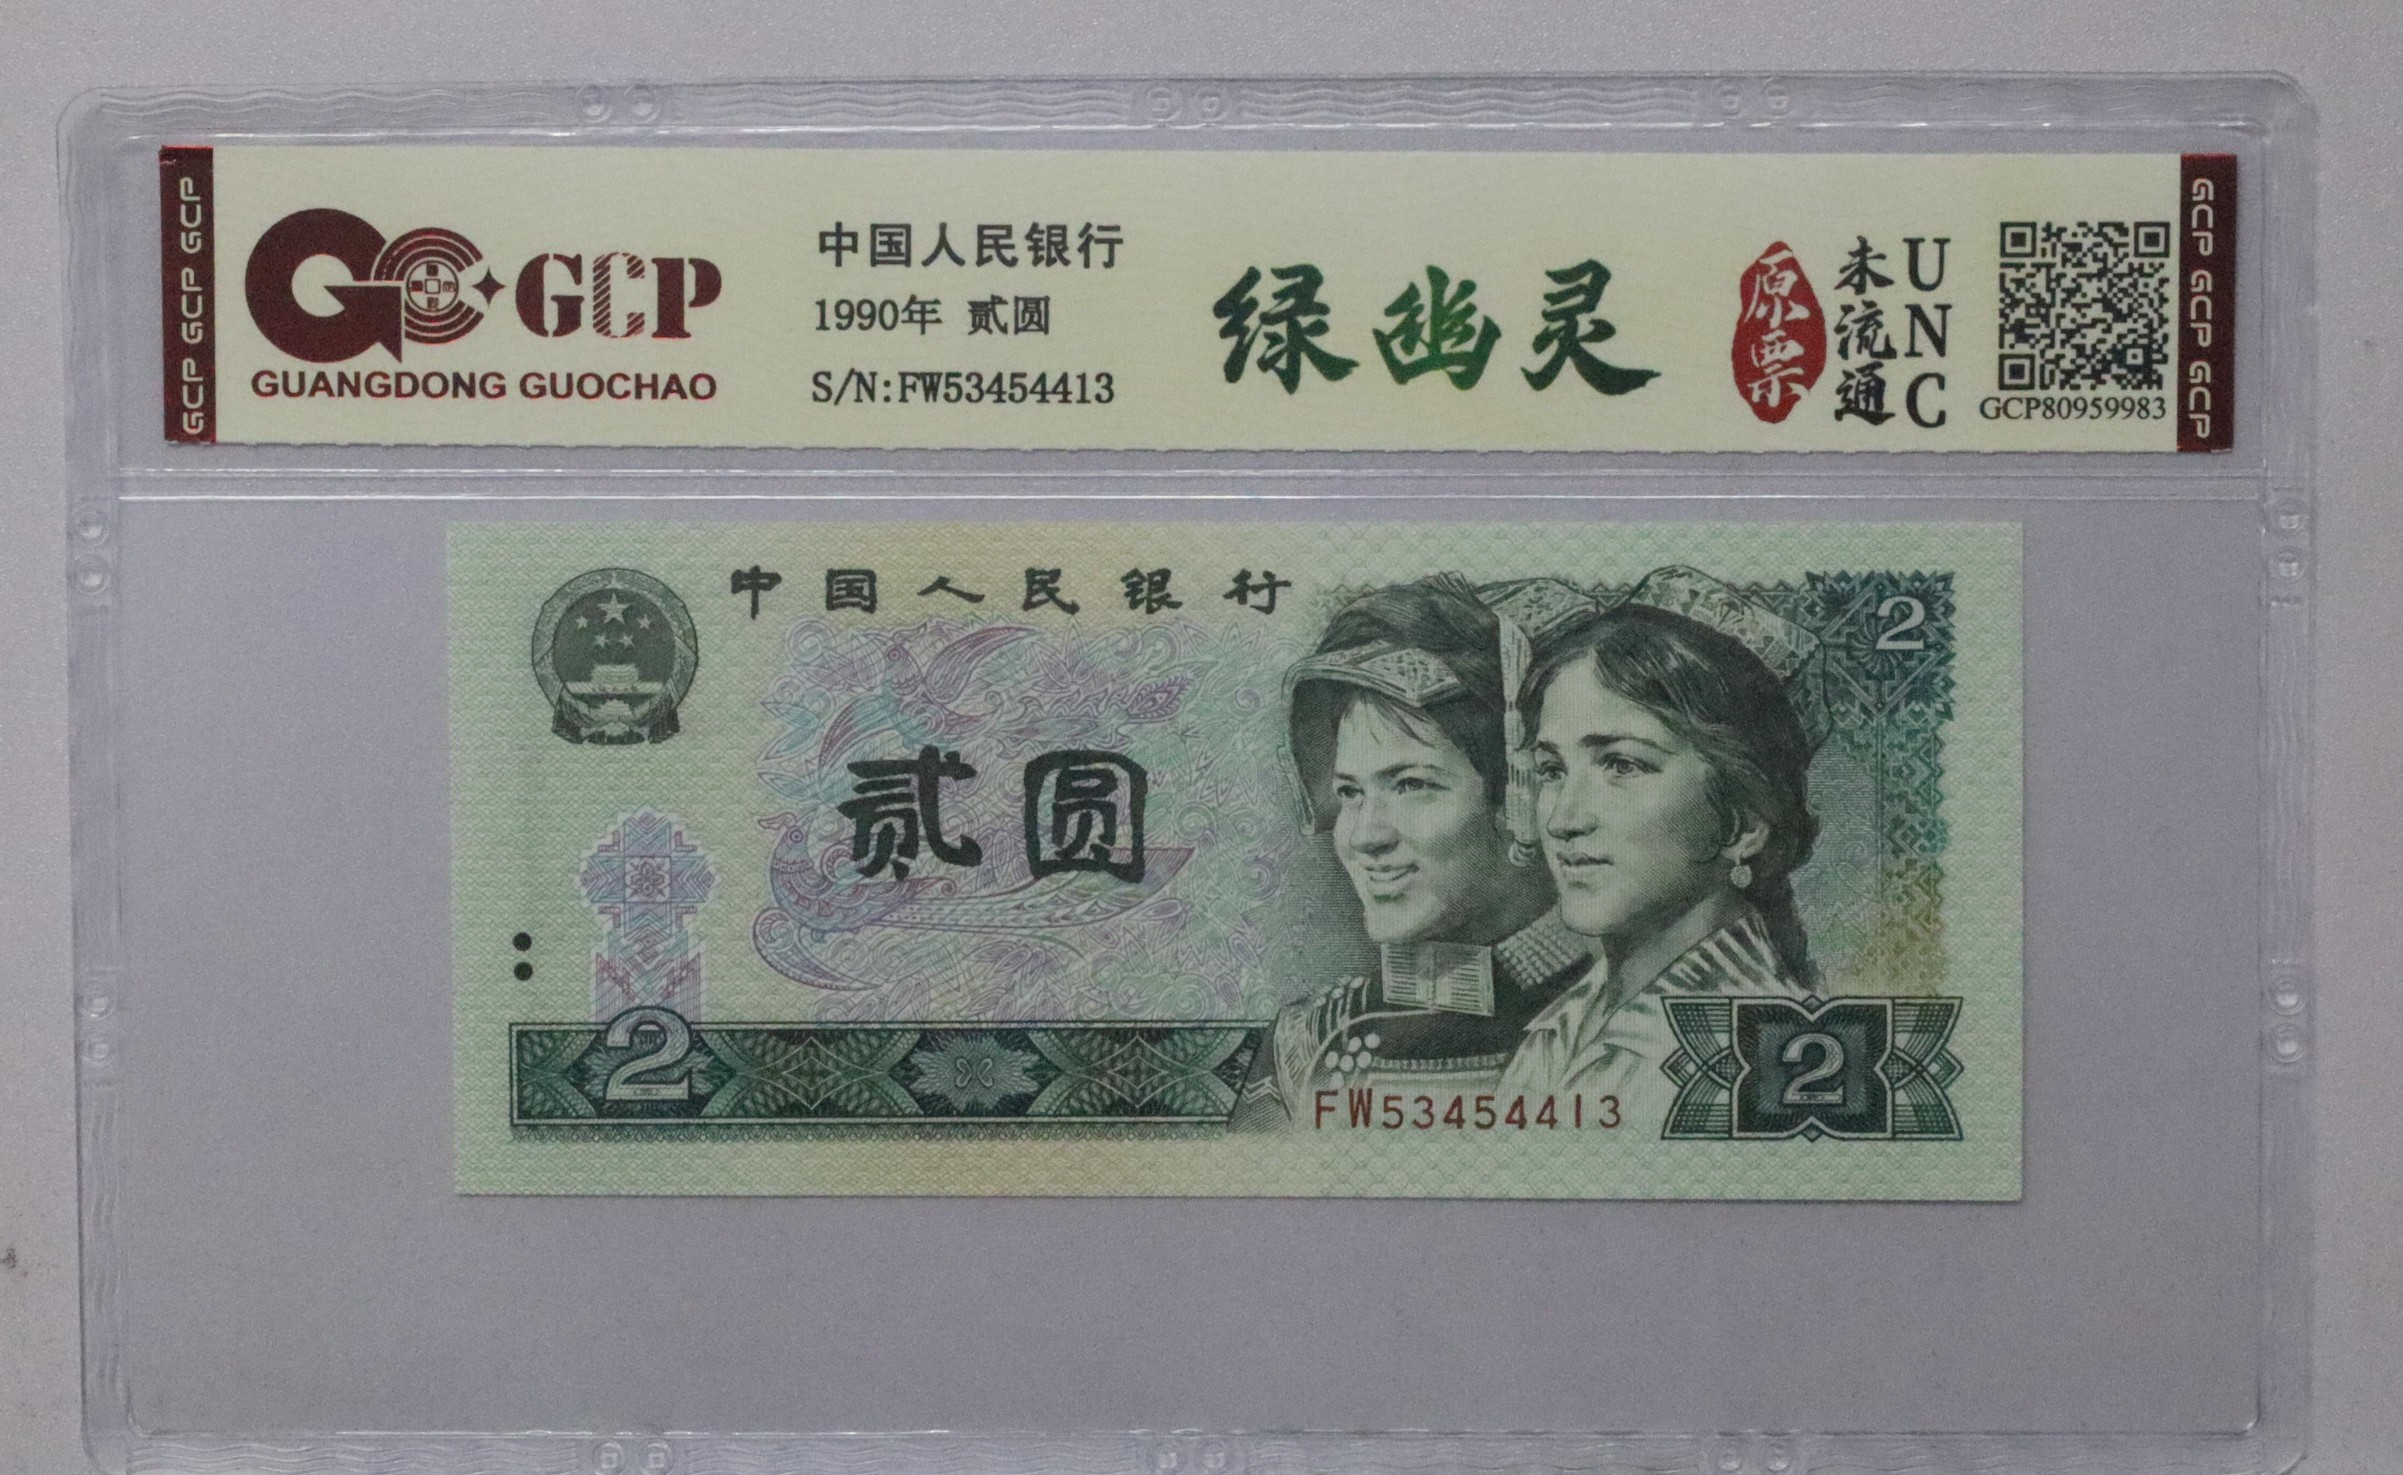 GCP GCP GCP
GCP
GUANGDONG GUOCHAO
中国人民银行
1990年 贰圆
S/N:FW53454413
绿幽灵
原票
未流通
UNC
GCP80959983
GCP GCP GCP
中国人民银行
2
贰圆
2
FW53454413
2